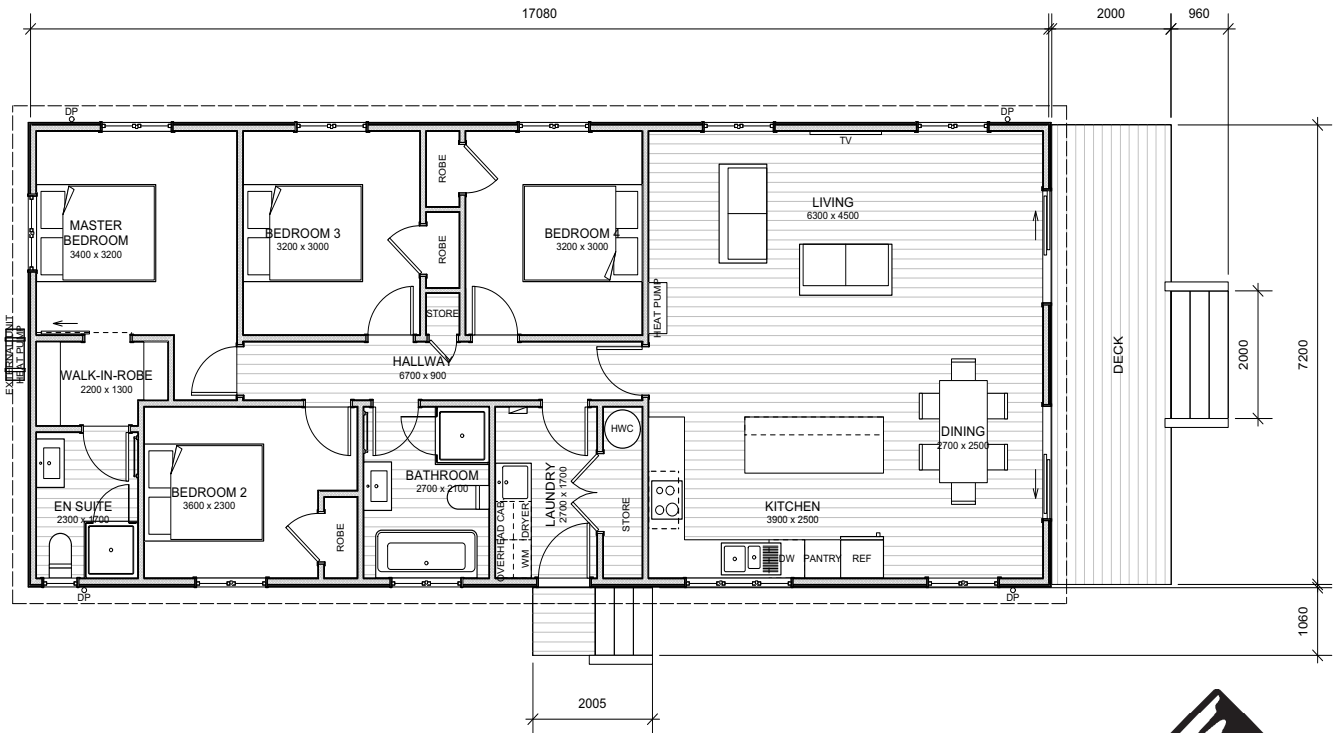 17080
2000
960
DP
DP
TV
ROBE
LIVING
6300 x 4500
MASTER
BEDROOM
3400 x 3200
BEDROOM 3
3200 x 3000
ROBE
BEDROOM 4
3200 x 3000
STORE
HEAT PUMP
EXTERNAL UNIT
HEAT PUMP
WALK-IN-ROBE
2200 x 1300
HALLWAY
6700 x 900
DECK
2000
7200
HWC
DINING
2700 x 2500
EN SUITE
2300 x 1700
BEDROOM 2
3600 x 2300
ROBE
BATHROOM
2700 x 2100
OVERHEAD CAB
DRYER
WM
LAUNDRY
2700 x 1700
STORE
KITCHEN
3900 x 2500
DW
PANTRY
REF
DP
DP
1060
2005